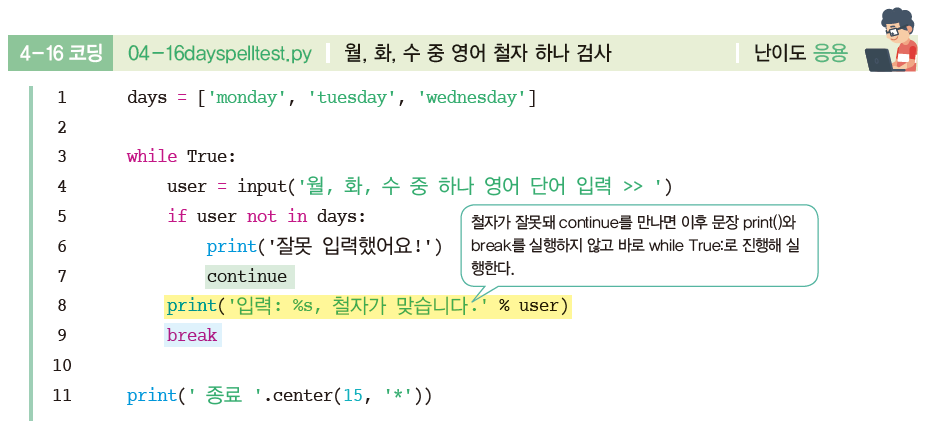 4-16 코딩 04-16dayspelltest.py 월, 화, 수 중 영어 철자 하나 검사 난이도 응용
1 days = ['monday', 'tuesday', 'wednesday']
2
3 while True:
4 user = input('월, 화, 수 중 하나 영어 단어 입력 >> ')
5 if user not in days:
6 print('잘못 입력했어요!')
7 continue
8 print('입력: %s, 철자가 맞습니다.' % user)
9 break
10
11 print(' 종료 '.center(15, '*'))
철자가 잘못돼 continue를 만나면 이후 문장 print()와
break를 실행하지 않고 바로 while True:로 진행해 실
행한다.